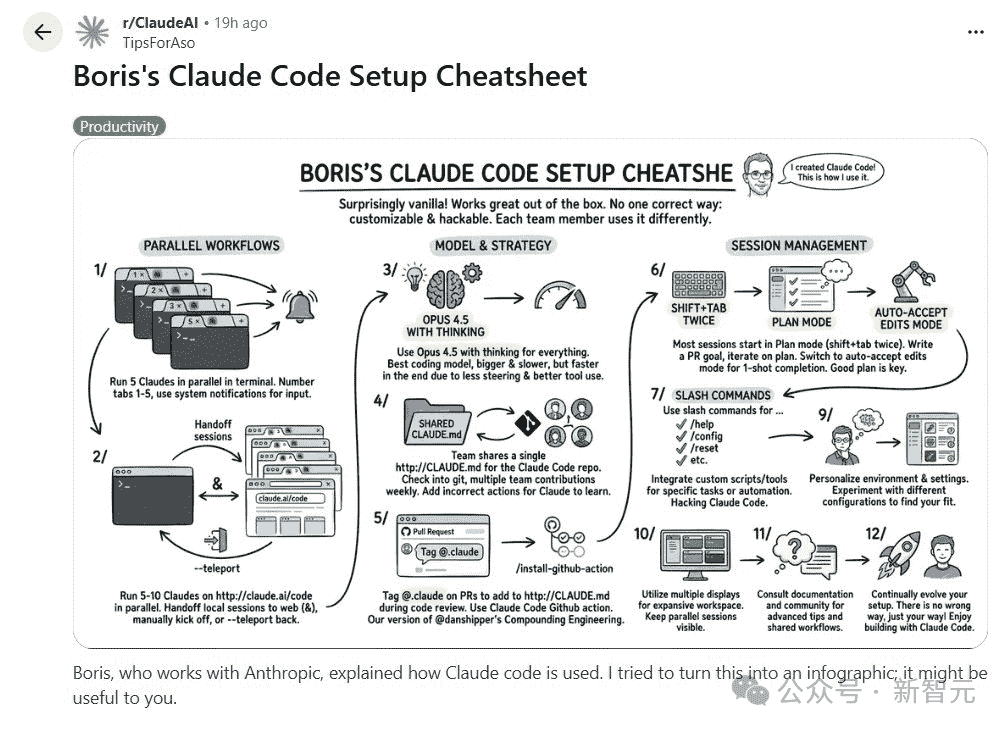 r/ClaudeAI • 19h ago
TipsForAso
Boris's Claude Code Setup Cheatsheet
Productivity
BORIS'S CLAUDE CODE SETUP CHEATSHE
I created Claude Code!
This is how I use it.
Surprisingly vanilla! Works great out of the box. No one correct way:
customizable & hackable. Each team member uses it differently.
PARALLEL WORKFLOWS
1/
1 ×
2 ×
3 ×
5 ×
Run 5 Claudes in parallel in terminal. Number
tabs 1-5, use system notifications for input.
2/
Handoff
sessions
&
claude.ai/code
--teleport
Run 5-10 Claudes on http://claude.ai/code
in parallel. Handoff local sessions to web (&),
manually kick off, or --teleport back.
MODEL & STRATEGY
3/
OPUS 4.5
WITH THINKING
Use Opus 4.5 with thinking for everything.
Best coding model, bigger & slower, but faster
in the end due to less steering & better tool use.
4/
SHARED
CLAUDE.md
Team shares a single
http://CLAUDE.md for the Claude Code repo.
Check into git, multiple team contributions
weekly. Add incorrect actions for Claude to learn.
5/
Pull Request
Tag @.claude
/install-github-action
Tag @.claude on PRs to add to http://CLAUDE.md
during code review. Use Claude Code Github action.
Our version of @danshipper's Compounding Engineering.
SESSION MANAGEMENT
6/
SHIFT+TAB
TWICE
PLAN MODE
AUTO-ACCEPT
EDITS MODE
Most sessions start in Plan mode (shift+tab twice). Write
a PR goal, iterate on plan. Switch to auto-accept edits
mode for 1-shot completion. Good plan is key.
7/ SLASH COMMANDS
Use slash commands for ...
/help
/config
/reset
etc.
Integrate custom scripts/tools
for specific tasks or automation.
Hacking Claude Code.
9/
Personalize environment & settings.
Experiment with different
configurations to find your fit.
10/
Utilize multiple displays
for expansive workspace.
Keep parallel sessions
visible.
11/
?
Consult documentation
and community for
advanced tips and
shared workflows.
12/
Continually evolve your
setup. There is no wrong
way, just your way! Enjoy
building with Claude Code.
Boris, who works with Anthropic, explained how Claude code is used. I tried to turn this into an infographic; it might be
useful to you.
公众号 · 新智元